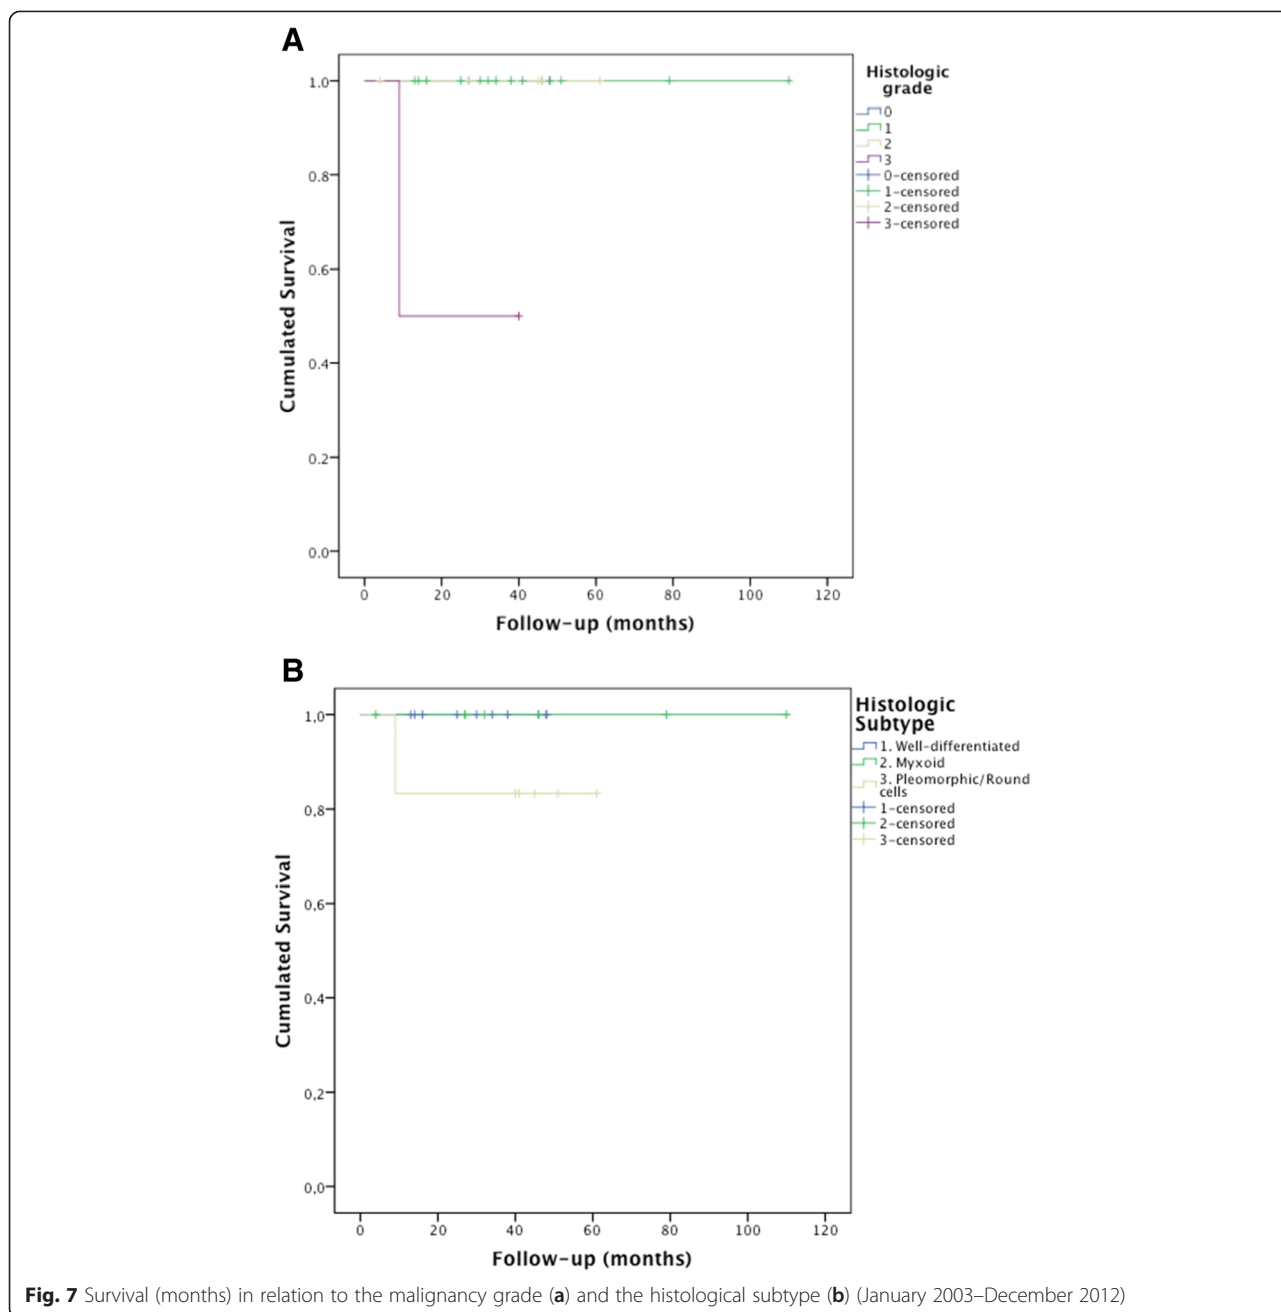 A
Histologic
grade
0
1
2
3
0-censored
1-censored
2-censored
3-censored
1.0
0.8
0.6
0.4
0.2
0.0
Cumulated Survival
0 20 40 60 80 100 120
Follow-up (months)
B
Histologic
Subtype
1. Well-differentiated
2. Myxoid
3. Pleomorphic/Round
cells
1-censored
2-censored
3-censored
1,0
0,8
0,6
0,4
0,2
0,0
Cumulated Survival
0 20 40 60 80 100 120
Follow-up (months)
Fig. 7 Survival (months) in relation to the malignancy grade (a) and the histological subtype (b) (January 2003–December 2012)